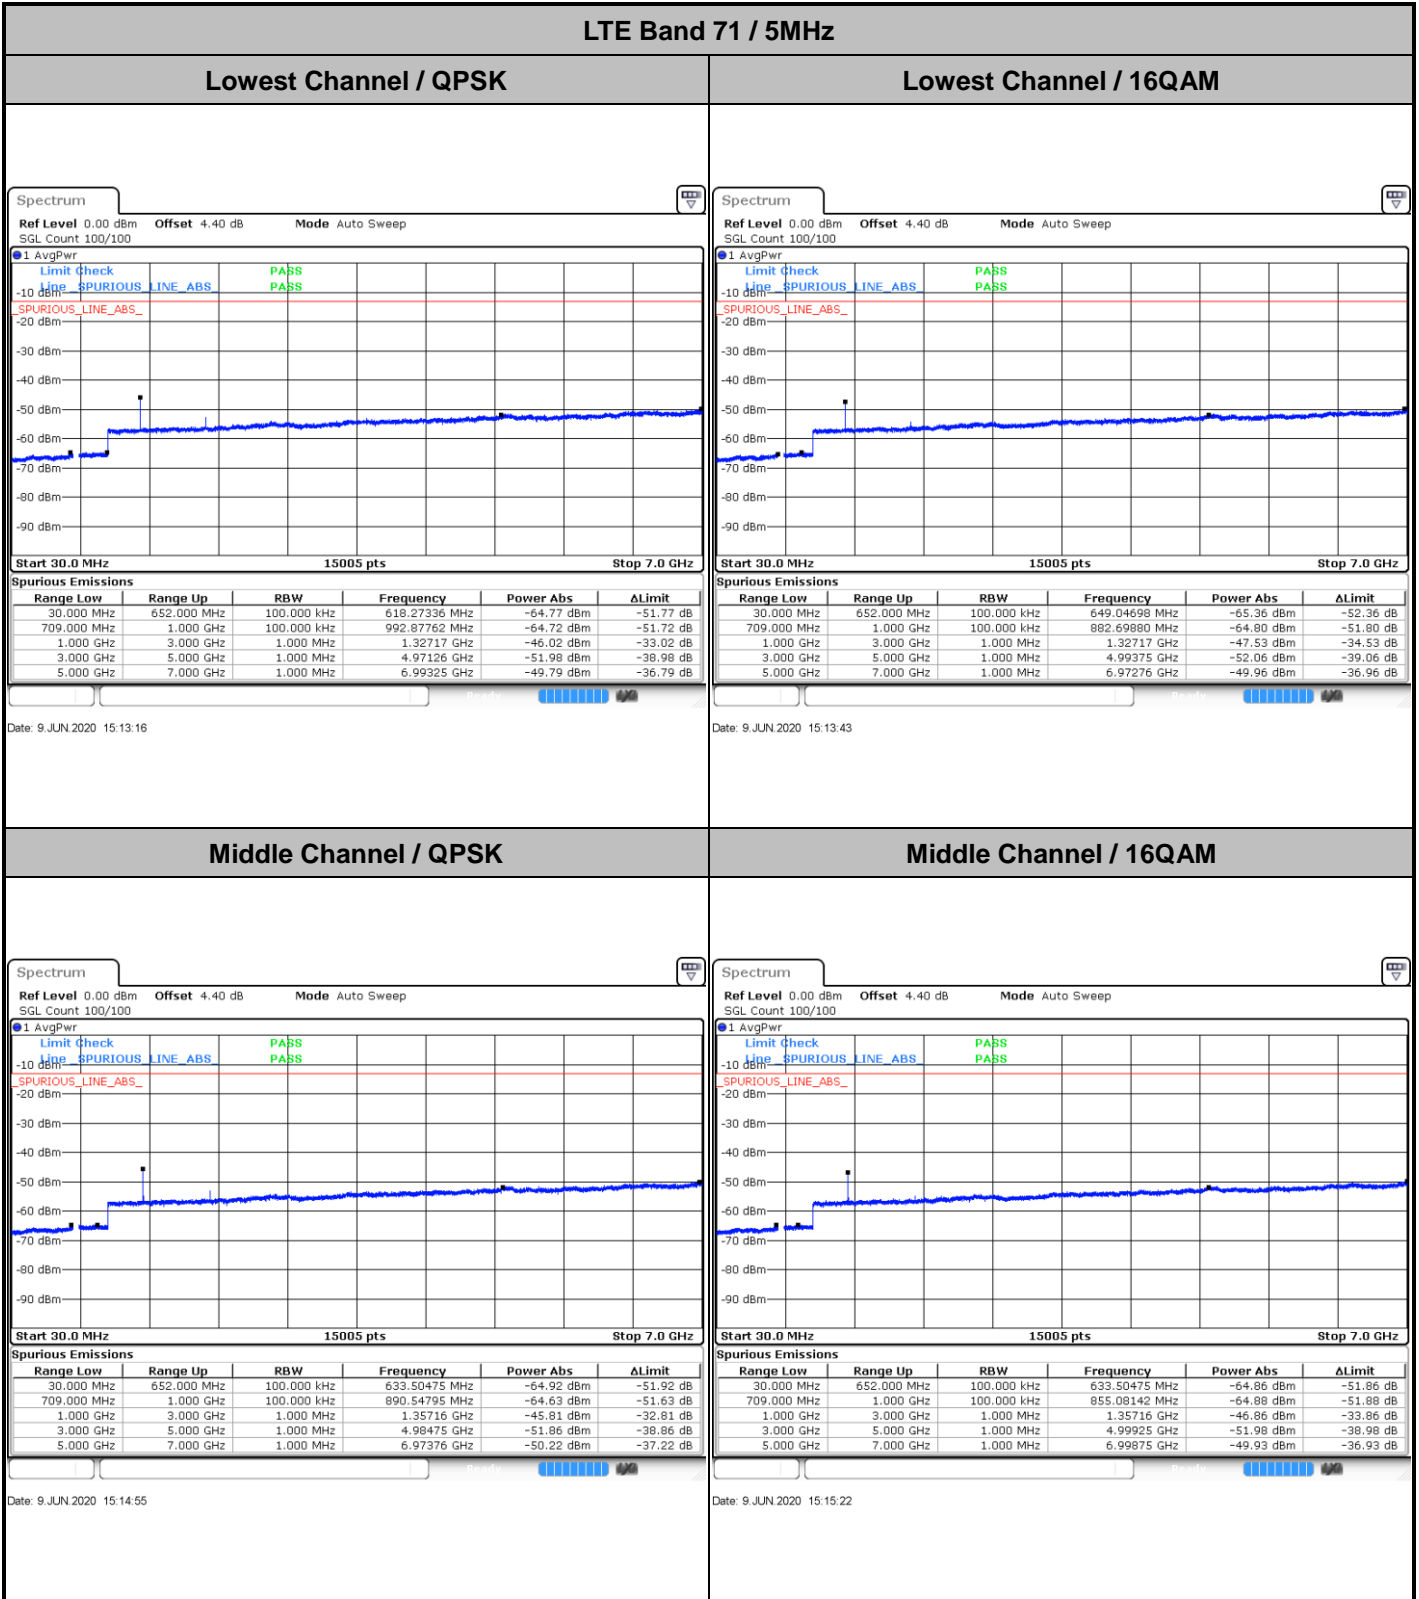 LTE Band 71 / 5MHz
Lowest Channel / QPSK
Lowest Channel / 16QAM
Spectrum
Ref Level 0.00 dBm Offset 4.40 dB Mode Auto Sweep
SGL Count 100/100
1 AvgPwr
Limit Check PASS
Line _SPURIOUS_LINE_ABS_ PASS
-10 dBm
_SPURIOUS_LINE_ABS_
-20 dBm
-30 dBm
-40 dBm
-50 dBm
-60 dBm
-70 dBm
-80 dBm
-90 dBm
Start 30.0 MHz 15005 pts Stop 7.0 GHz
Spurious Emissions
Range Low Range Up RBW Frequency Power Abs ΔLimit
30.000 MHz 652.000 MHz 100.000 kHz 618.27336 MHz -64.77 dBm -51.77 dB
709.000 MHz 1.000 GHz 100.000 kHz 992.87762 MHz -64.72 dBm -51.72 dB
1.000 GHz 3.000 GHz 1.000 MHz 1.32717 GHz -46.02 dBm -33.02 dB
3.000 GHz 5.000 GHz 1.000 MHz 4.97126 GHz -51.98 dBm -38.98 dB
5.000 GHz 7.000 GHz 1.000 MHz 6.99325 GHz -49.79 dBm -36.79 dB
Ready
Date: 9.JUN.2020 15:13:16
Spectrum
Ref Level 0.00 dBm Offset 4.40 dB Mode Auto Sweep
SGL Count 100/100
1 AvgPwr
Limit Check PASS
Line _SPURIOUS_LINE_ABS_ PASS
-10 dBm
_SPURIOUS_LINE_ABS_
-20 dBm
-30 dBm
-40 dBm
-50 dBm
-60 dBm
-70 dBm
-80 dBm
-90 dBm
Start 30.0 MHz 15005 pts Stop 7.0 GHz
Spurious Emissions
Range Low Range Up RBW Frequency Power Abs ΔLimit
30.000 MHz 652.000 MHz 100.000 kHz 649.04698 MHz -65.36 dBm -52.36 dB
709.000 MHz 1.000 GHz 100.000 kHz 882.69880 MHz -64.80 dBm -51.80 dB
1.000 GHz 3.000 GHz 1.000 MHz 1.32717 GHz -47.53 dBm -34.53 dB
3.000 GHz 5.000 GHz 1.000 MHz 4.99375 GHz -52.06 dBm -39.06 dB
5.000 GHz 7.000 GHz 1.000 MHz 6.97276 GHz -49.96 dBm -36.96 dB
Ready
Date: 9.JUN.2020 15:13:43
Middle Channel / QPSK
Middle Channel / 16QAM
Spectrum
Ref Level 0.00 dBm Offset 4.40 dB Mode Auto Sweep
SGL Count 100/100
1 AvgPwr
Limit Check PASS
Line _SPURIOUS_LINE_ABS_ PASS
-10 dBm
_SPURIOUS_LINE_ABS_
-20 dBm
-30 dBm
-40 dBm
-50 dBm
-60 dBm
-70 dBm
-80 dBm
-90 dBm
Start 30.0 MHz 15005 pts Stop 7.0 GHz
Spurious Emissions
Range Low Range Up RBW Frequency Power Abs ΔLimit
30.000 MHz 652.000 MHz 100.000 kHz 633.50475 MHz -64.92 dBm -51.92 dB
709.000 MHz 1.000 GHz 100.000 kHz 890.54795 MHz -64.63 dBm -51.63 dB
1.000 GHz 3.000 GHz 1.000 MHz 1.35716 GHz -45.81 dBm -32.81 dB
3.000 GHz 5.000 GHz 1.000 MHz 4.98475 GHz -51.86 dBm -38.86 dB
5.000 GHz 7.000 GHz 1.000 MHz 6.97376 GHz -50.22 dBm -37.22 dB
Ready
Date: 9.JUN.2020 15:14:55
Spectrum
Ref Level 0.00 dBm Offset 4.40 dB Mode Auto Sweep
SGL Count 100/100
1 AvgPwr
Limit Check PASS
Line _SPURIOUS_LINE_ABS_ PASS
-10 dBm
_SPURIOUS_LINE_ABS_
-20 dBm
-30 dBm
-40 dBm
-50 dBm
-60 dBm
-70 dBm
-80 dBm
-90 dBm
Start 30.0 MHz 15005 pts Stop 7.0 GHz
Spurious Emissions
Range Low Range Up RBW Frequency Power Abs ΔLimit
30.000 MHz 652.000 MHz 100.000 kHz 633.50475 MHz -64.86 dBm -51.86 dB
709.000 MHz 1.000 GHz 100.000 kHz 855.08142 MHz -64.88 dBm -51.88 dB
1.000 GHz 3.000 GHz 1.000 MHz 1.35716 GHz -46.86 dBm -33.86 dB
3.000 GHz 5.000 GHz 1.000 MHz 4.99925 GHz -51.98 dBm -38.98 dB
5.000 GHz 7.000 GHz 1.000 MHz 6.99875 GHz -49.93 dBm -36.93 dB
Ready
Date: 9.JUN.2020 15:15:22